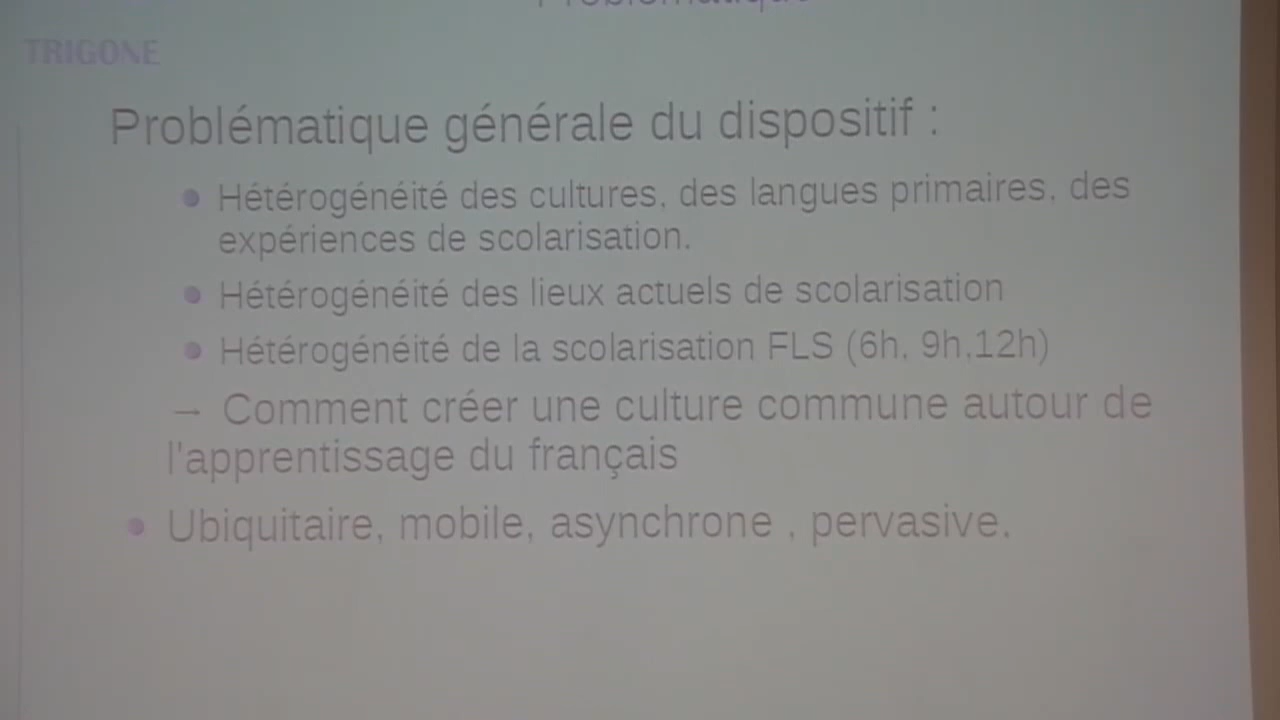 Problématique
TRIGONE
Problématique générale du dispositif :
Hétérogénéité des cultures, des langues primaires, des
expériences de scolarisation.
Hétérogénéité des lieux actuels de scolarisation
Hétérogénéité de la scolarisation FLS (6h, 9h,12h)
→ Comment créer une culture commune autour de
l'apprentissage du français
Ubiquitaire, mobile, asynchrone , pervasive.